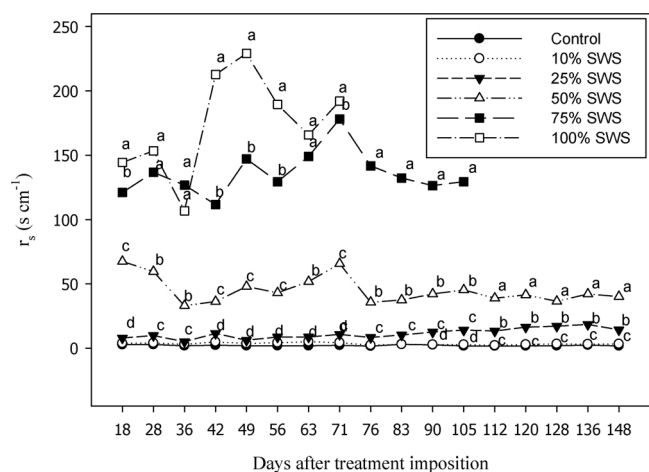 250
200
150
100
50
0
r_s (s cm⁻¹)
Control
10% SWS
25% SWS
50% SWS
75% SWS
100% SWS
a a a a a a a a
b a a b b b a b a a a a
c b b c c c b c b b b b a a a a a
d c c c d d c d c c c c b b b b b
d d c c c c c
18 28 36 42 49 56 63 71 76 83 90 105 112 120 128 136 148
Days after treatment imposition